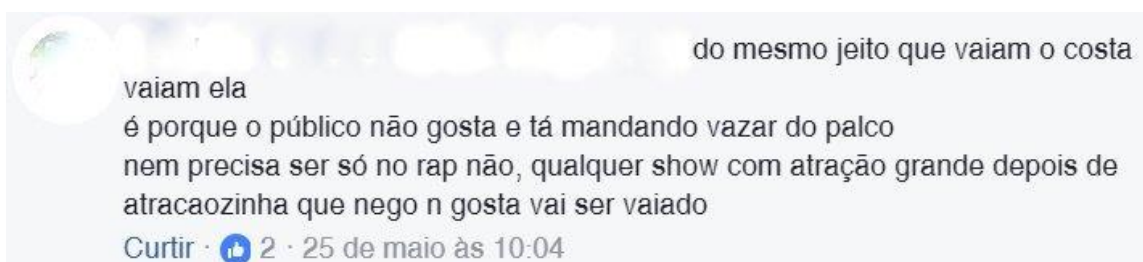 do mesmo jeito que vaiam o costa
vaiam ela
é porque o público não gosta e tá mandando vazar do palco
nem precisa ser só no rap não, qualquer show com atração grande depois de
atracaozinha que nego n gosta vai ser vaiado
Curtir · 2 · 25 de maio às 10:04